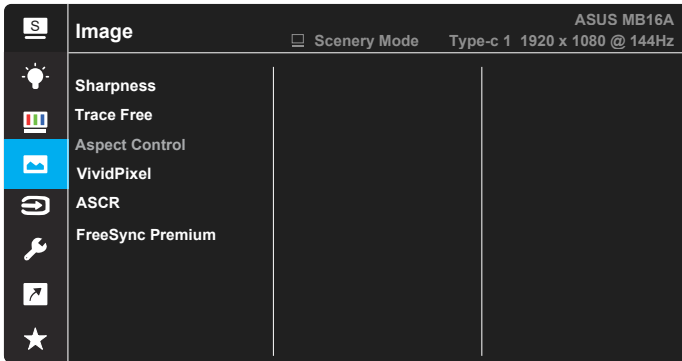 S
Image
ASUS MB16A
Scenery Mode
Type-c 1 1920 x 1080 @ 144Hz
Sharpness
Trace Free
Aspect Control
VividPixel
ASCR
FreeSync Premium